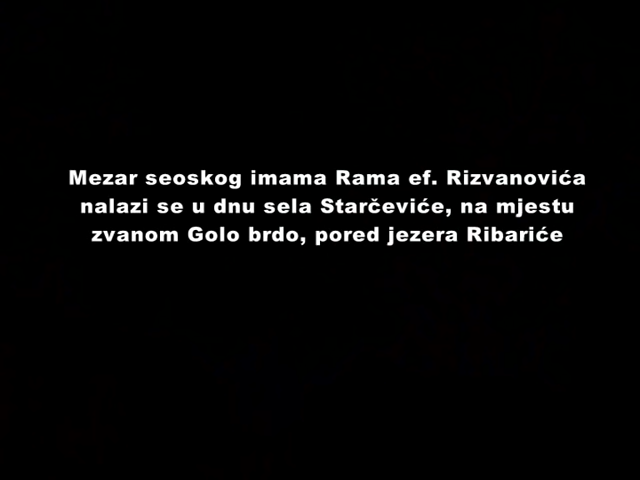 Mezar seoskog imama Rama ef. Rizvanovića
nalazi se u dnu sela Starčeviće, na mjestu
zvanom Golo brdo, pored jezera Ribariće